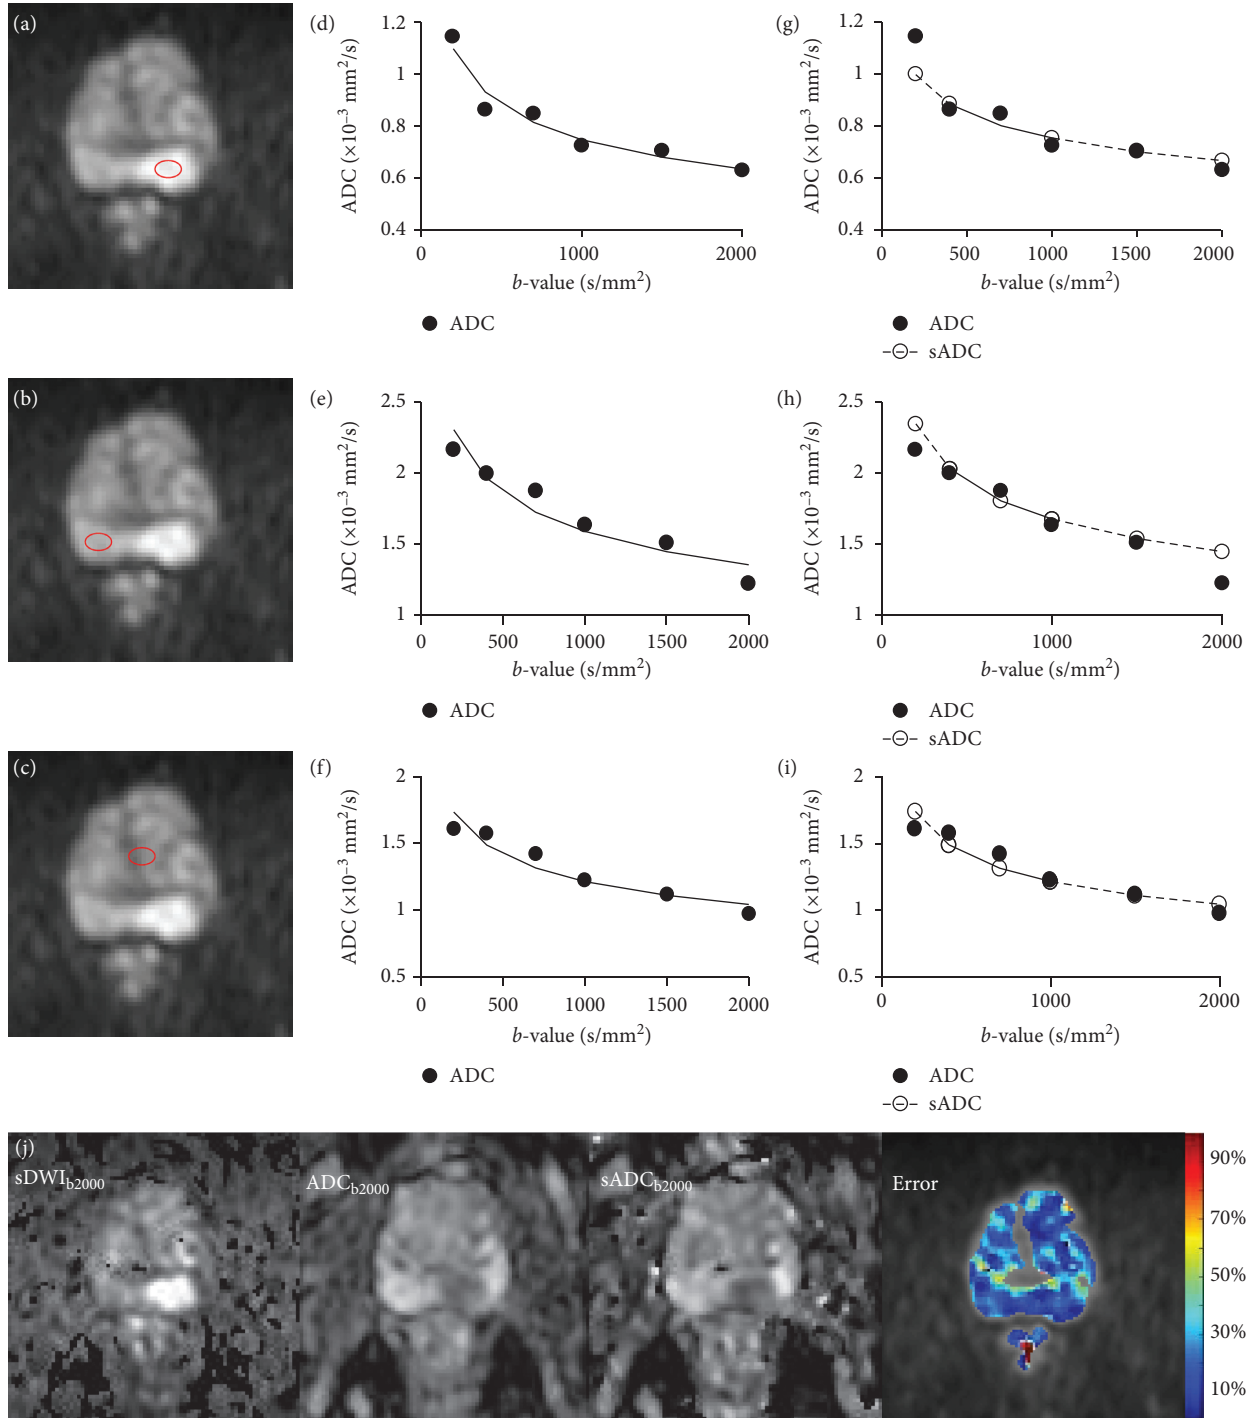 (a)
(d)
1.2
1
0.8
0.6
0.4
ADC (×10⁻³ mm²/s)
0
1000
2000
b-value (s/mm²)
ADC
(g)
1.2
1
0.8
0.6
0.4
ADC (×10⁻³ mm²/s)
0
500
1000
1500
2000
b-value (s/mm²)
ADC
sADC
(b)
(e)
2.5
2
1.5
1
ADC (×10⁻³ mm²/s)
0
500
1000
1500
2000
b-value (s/mm²)
ADC
(h)
2.5
2
1.5
1
ADC (×10⁻³ mm²/s)
0
1000
2000
b-value (s/mm²)
ADC
sADC
(c)
(f)
2
1.5
1
0.5
ADC (×10⁻³ mm²/s)
0
500
1000
1500
2000
b-value (s/mm²)
ADC
(i)
2
1.5
1
0.5
ADC (×10⁻³ mm²/s)
0
1000
2000
b-value (s/mm²)
ADC
sADC
(j)
sDWI_b2000
ADC_b2000
sADC_b2000
Error
90%
70%
50%
30%
10%